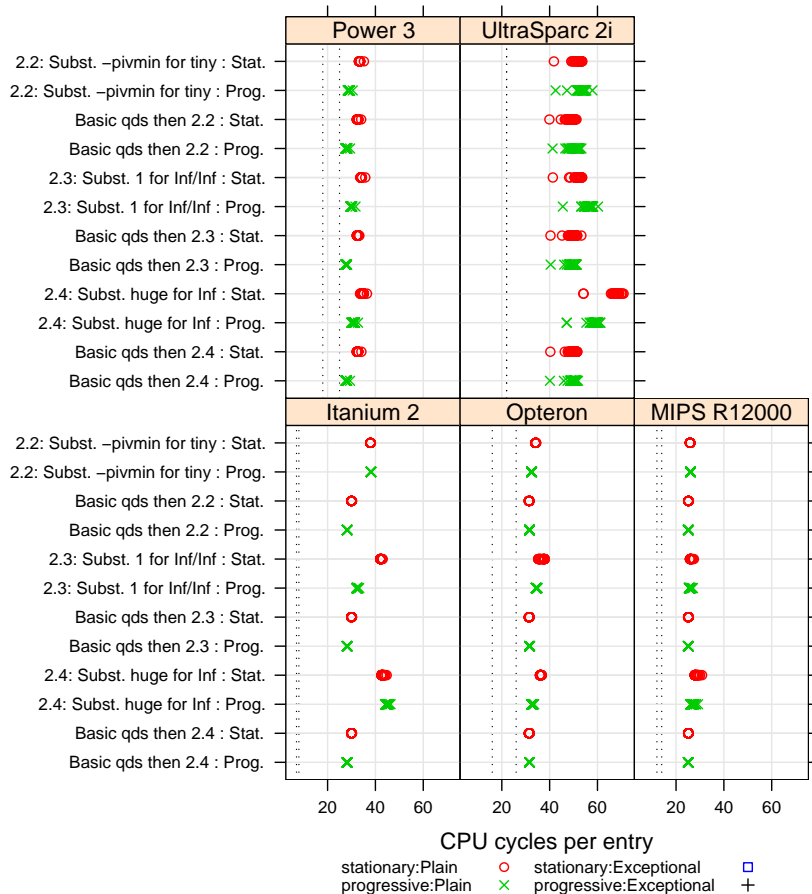 Power 3
UltraSparc 2i
2.2: Subst. −pivmin for tiny : Stat.
2.2: Subst. −pivmin for tiny : Prog.
Basic qds then 2.2 : Stat.
Basic qds then 2.2 : Prog.
2.3: Subst. 1 for Inf/Inf : Stat.
2.3: Subst. 1 for Inf/Inf : Prog.
Basic qds then 2.3 : Stat.
Basic qds then 2.3 : Prog.
2.4: Subst. huge for Inf : Stat.
2.4: Subst. huge for Inf : Prog.
Basic qds then 2.4 : Stat.
Basic qds then 2.4 : Prog.
Itanium 2
Opteron
MIPS R12000
2.2: Subst. −pivmin for tiny : Stat.
2.2: Subst. −pivmin for tiny : Prog.
Basic qds then 2.2 : Stat.
Basic qds then 2.2 : Prog.
2.3: Subst. 1 for Inf/Inf : Stat.
2.3: Subst. 1 for Inf/Inf : Prog.
Basic qds then 2.3 : Stat.
Basic qds then 2.3 : Prog.
2.4: Subst. huge for Inf : Stat.
2.4: Subst. huge for Inf : Prog.
Basic qds then 2.4 : Stat.
Basic qds then 2.4 : Prog.
20 40 60
20 40 60
20 40 60
CPU cycles per entry
stationary:Plain
stationary:Exceptional
progressive:Plain
progressive:Exceptional